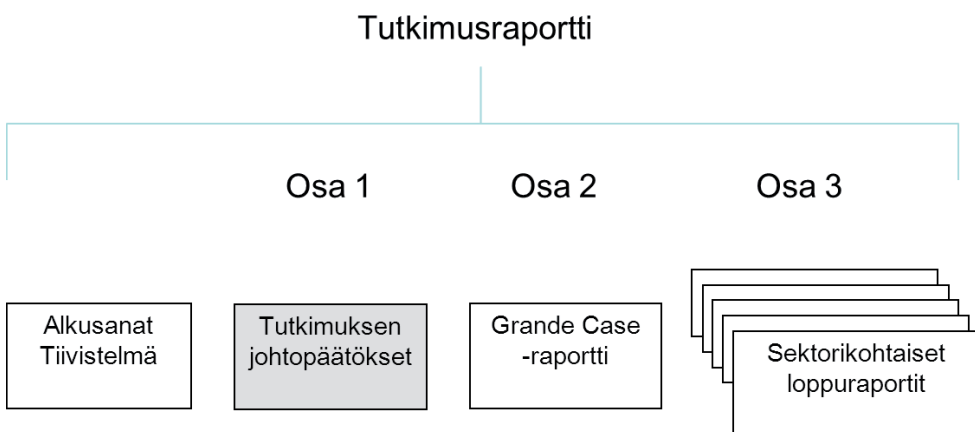 Tutkimusraportti
Osa 1
Osa 2
Osa 3
Alkusanat
Tiivistelmä
Tutkimuksen
johtopäätökset
Grande Case
-raportti
Sektorikohtaiset
loppuraportit